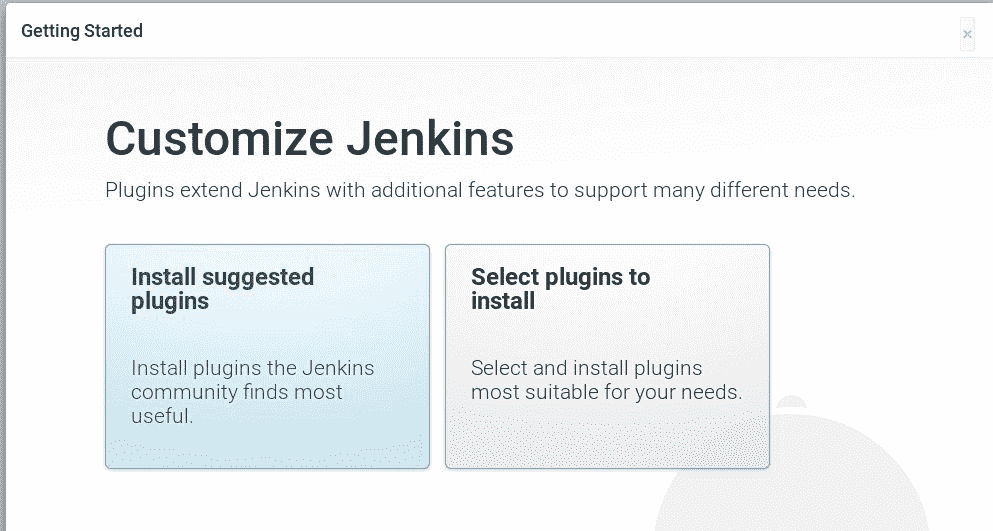 Getting Started
×
Customize Jenkins
Plugins extend Jenkins with additional features to support many different needs.
Install suggested
plugins
Install plugins the Jenkins
community finds most
useful.
Select plugins to
install
Select and install plugins
most suitable for your needs.